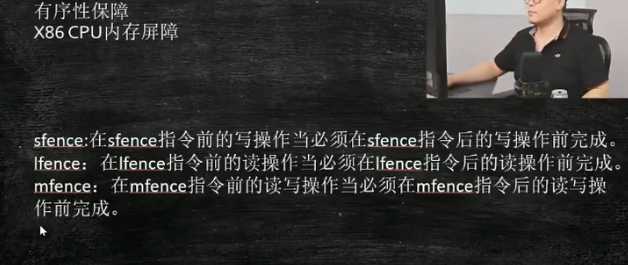 有序性保障
X86 CPU内存屏障
sfence:在sfence指令前的写操作当必须在sfence指令后的写操作前完成。
lfence：在lfence指令前的读操作当必须在lfence指令后的读操作前完成。
mfence：在mfence指令前的读写操作当必须在mfence指令后的读写操
作前完成。